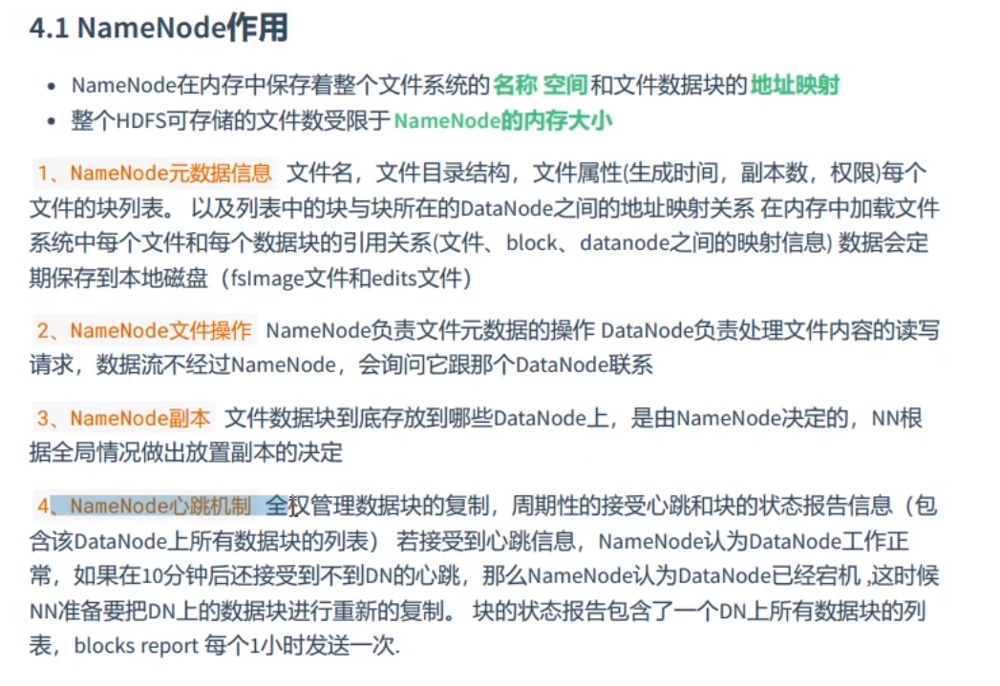 4.1 NameNode作用
• NameNode在内存中保存着整个文件系统的名称 空间和文件数据块的地址映射
• 整个HDFS可存储的文件数受限于NameNode的内存大小
1、NameNode元数据信息 文件名，文件目录结构，文件属性(生成时间，副本数，权限)每个
文件的块列表。 以及列表中的块与块所在的DataNode之间的地址映射关系 在内存中加载文件
系统中每个文件和每个数据块的引用关系(文件、block、datanode之间的映射信息) 数据会定
期保存到本地磁盘（fsImage文件和edits文件）
2、NameNode文件操作 NameNode负责文件元数据的操作 DataNode负责处理文件内容的读写
请求，数据流不经过NameNode，会询问它跟那个DataNode联系
3、NameNode副本 文件数据块到底存放到哪些DataNode上，是由NameNode决定的，NN根
据全局情况做出放置副本的决定
4、NameNode心跳机制 全权管理数据块的复制，周期性的接受心跳和块的状态报告信息（包
含该DataNode上所有数据块的列表） 若接受到心跳信息，NameNode认为DataNode工作正
常，如果在10分钟后还接受到不到DN的心跳，那么NameNode认为DataNode已经宕机 ,这时候
NN准备要把DN上的数据块进行重新的复制。 块的状态报告包含了一个DN上所有数据块的列
表，blocks report 每个1小时发送一次.